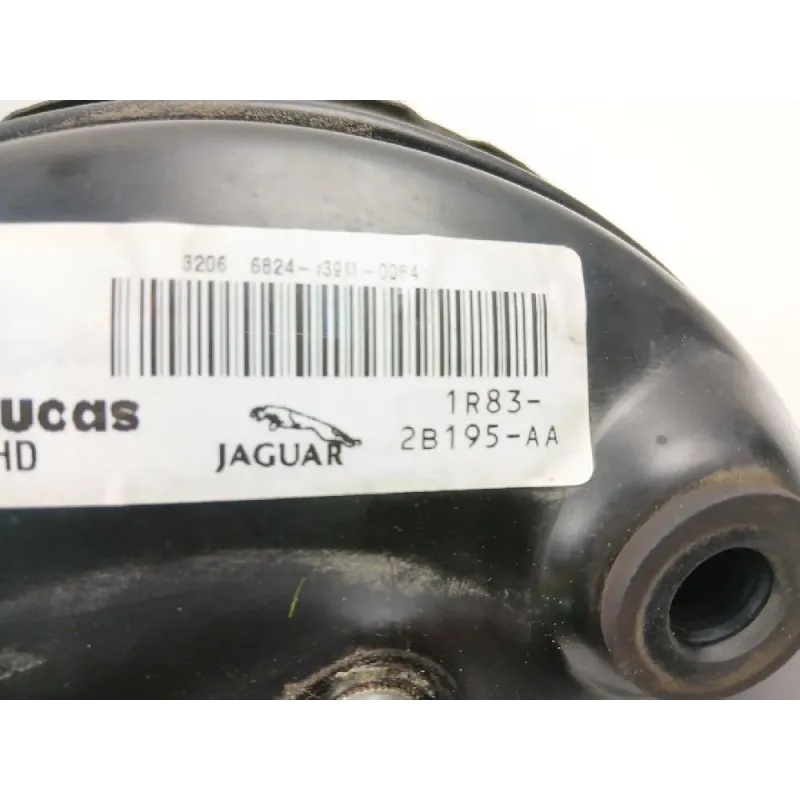 3206 6824-r39M-0084
ucas
HD
JAGUAR
1R83-
2B195-AA